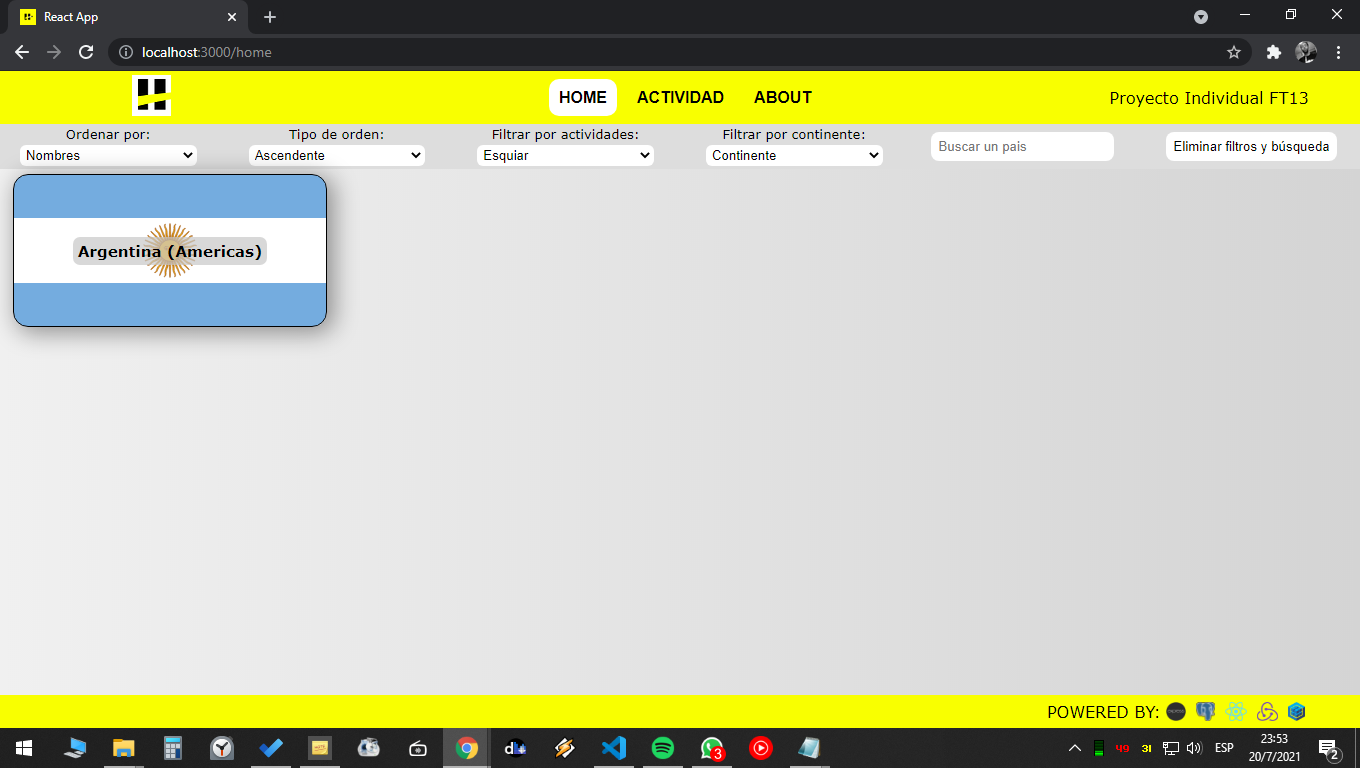 React App
localhost:3000/home
HOME ACTIVIDAD ABOUT
Proyecto Individual FT13
Ordenar por:
Nombres
Tipo de orden:
Ascendente
Filtrar por actividades:
Esquiar
Filtrar por continente:
Continente
Buscar un pais
Eliminar filtros y búsqueda
Argentina (Americas)
POWERED BY:
3
49
31
ESP
23:53
20/7/2021
2